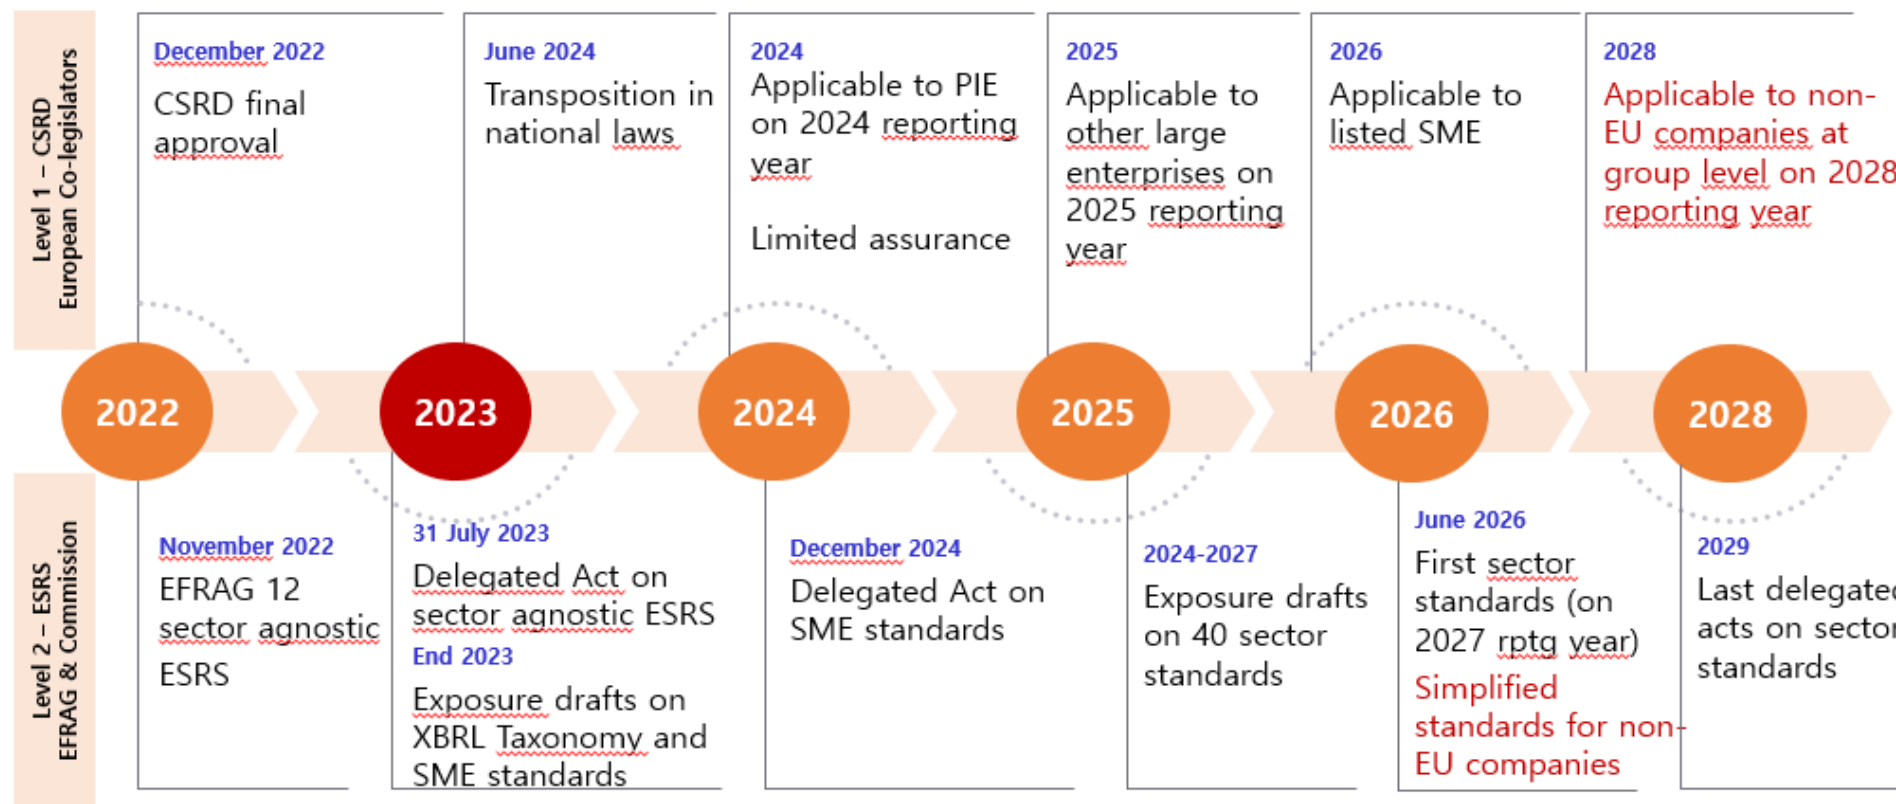 Level 1 – CSRD
European Co-legislators
December 2022
CSRD final
approval
June 2024
Transposition in
national laws
2024
Applicable to PIE
on 2024 reporting
year
Limited assurance
2025
Applicable to
other large
enterprises on
2025 reporting
year
2026
Applicable to
listed SME
2028
Applicable to non-
EU companies at
group level on 2028
reporting year
2022
2023
2024
2025
2026
2028
Level 2 – ESRS
EFRAG & Commission
November 2022
EFRAG 12
sector agnostic
ESRS
31 July 2023
Delegated Act on
sector agnostic ESRS
End 2023
Exposure drafts on
XBRL Taxonomy and
SME standards
December 2024
Delegated Act on
SME standards
2024-2027
Exposure drafts
on 40 sector
standards
June 2026
First sector
standards (on
2027 rptg year)
Simplified
standards for non-
EU companies
2029
Last delegated
acts on sector
standards